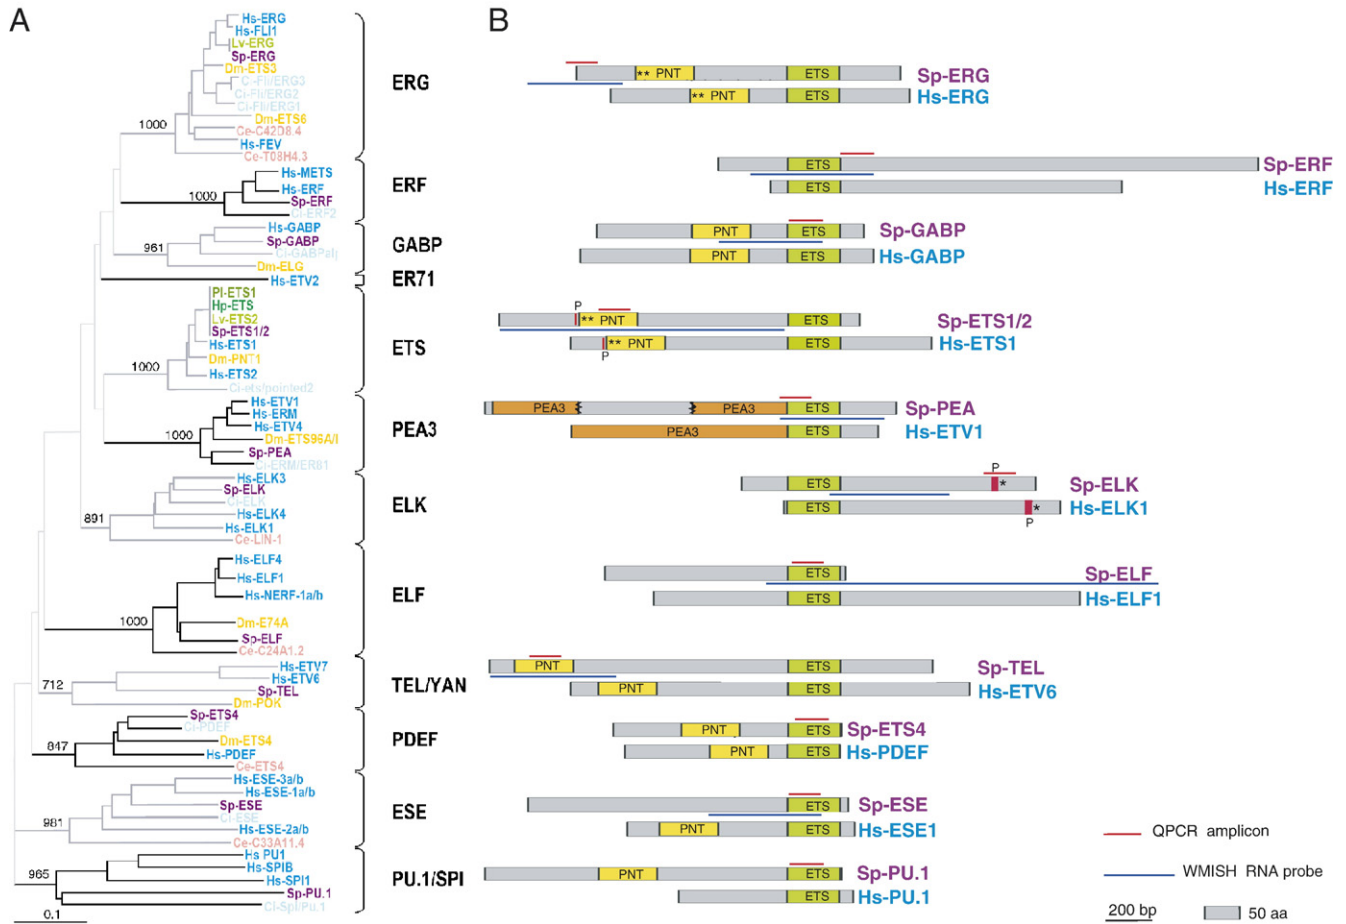 A
Hs-ERG
Hs-FLI1
Lv-ERG
Sp-ERG
Dm-ETS3
Ci-Fli/ERG3
Ci-Fli/ERG2
Ci-Fli/ERG1
Dm-ETS6
1000
Ce-C42D8.4
Hs-FEV
Ce-T08H4.3
ERG
Hs-METS
Hs-ERF
1000
Sp-ERF
Ci-ERF2
ERF
Hs-GABP
Sp-GABP
961
Ci-GABPalp
Dm-ELG
GABP
Hs-ETV2
ER71
Pl-ETS1
Hp-ETS
Lv-ETS2
Sp-ETS1/2
Hs-ETS1
Dm-PNT1
1000
Hs-ETS2
Ci-ets/pointed2
ETS
Hs-ETV1
Hs-ERM
Hs-ETV4
1000
Dm-ETS96A/I
Sp-PEA
Ci-ERM/ER81
PEA3
Hs-ELK3
Sp-ELK
Ci-ELK
Hs-ELK4
891
Hs-ELK1
Ce-LIN-1
ELK
Hs-ELF4
Hs-ELF1
Hs-NERF-1a/b
1000
Dm-E74A
Sp-ELF
Ce-C24A1.2
ELF
Hs-ETV7
Hs-ETV6
712
Sp-TEL
Dm-POK
TEL/YAN
Sp-ETS4
Ci-PDEF
Dm-ETS4
847
Hs-PDEF
Ce-ETS4
PDEF
Hs-ESE-3a/b
Hs-ESE-1a/b
Sp-ESE
Ci-ESE
981
Hs-ESE-2a/b
Ce-C33A11.4
ESE
Hs PU1
Hs-SPIB
965
Hs-SPI1
Sp-PU.1
Ci-Spi/Pu.1
PU.1/SPI
0.1
B
** PNT ETS Sp-ERG
** PNT ETS Hs-ERG
ETS Sp-ERF
ETS Hs-ERF
PNT ETS Sp-GABP
PNT ETS Hs-GABP
P
** PNT ETS Sp-ETS1/2
** PNT ETS Hs-ETS1
P
PEA3 PEA3 ETS Sp-PEA
PEA3 ETS Hs-ETV1
P
ETS * Sp-ELK
ETS * Hs-ELK1
P
ETS Sp-ELF
ETS Hs-ELF1
PNT ETS Sp-TEL
PNT ETS Hs-ETV6
PNT ETS Sp-ETS4
PNT ETS Hs-PDEF
ETS Sp-ESE
PNT ETS Hs-ESE1
PNT ETS Sp-PU.1
ETS Hs-PU.1
QPCR amplicon
WMISH RNA probe
200 bp
50 aa